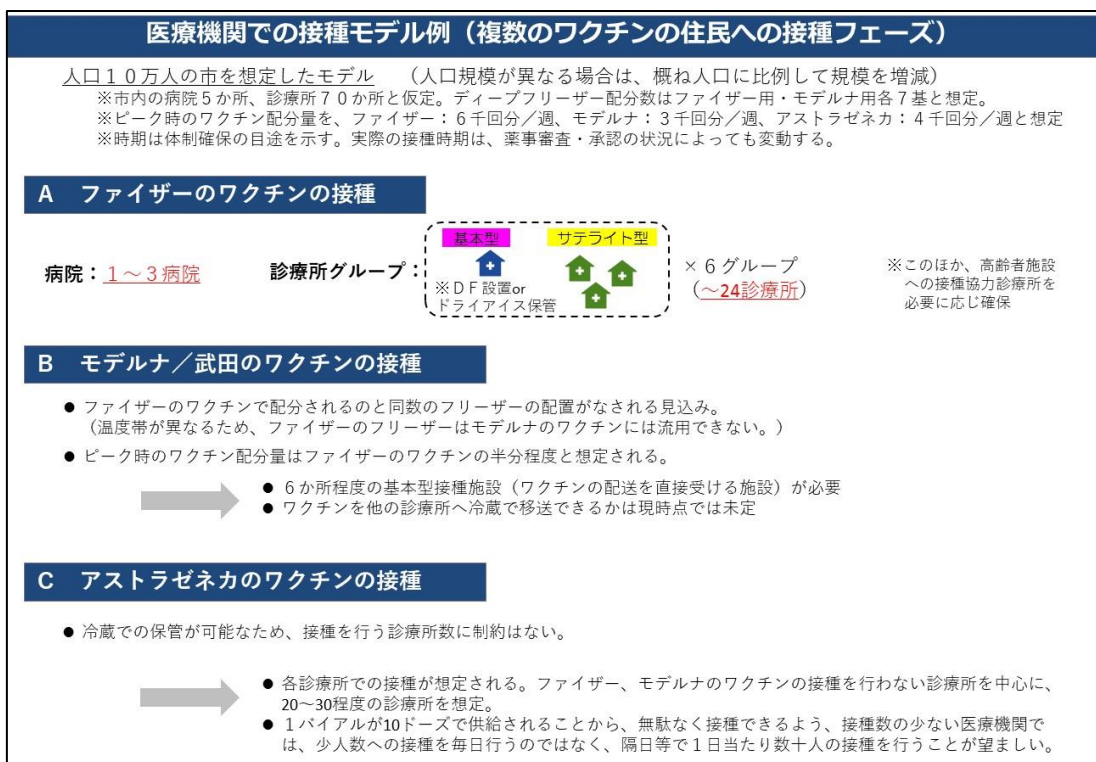 医療機関での接種モデル例（複数のワクチンの住民への接種フェーズ）
人口１０万人の市を想定したモデル　（人口規模が異なる場合は、概ね人口に比例して規模を増減）
※市内の病院５か所、診療所７０か所と仮定。ディープフリーザー配分数はファイザー用・モデルナ用各７基と想定。
※ピーク時のワクチン配分量を、ファイザー：６千回分／週、モデルナ：３千回分／週、アストラゼネカ：４千回分／週と想定
※時期は体制確保の目途を示す。実際の接種時期は、薬事審査・承認の状況によっても変動する。
A　ファイザーのワクチンの接種
病院：１～３病院
診療所グループ：
基本型
サテライト型
※ＤＦ設置or
ドライアイス保管
×６グループ
（～24診療所）
※このほか、高齢者施設
への接種協力診療所を
必要に応じ確保
B　モデルナ／武田のワクチンの接種
● ファイザーのワクチンで配分されるのと同数のフリーザーの配置がなされる見込み。
（温度帯が異なるため、ファイザーのフリーザーはモデルナのワクチンには流用できない。）
● ピーク時のワクチン配分量はファイザーのワクチンの半分程度と想定される。
● ６か所程度の基本型接種施設（ワクチンの配送を直接受ける施設）が必要
● ワクチンを他の診療所へ冷蔵で移送できるかは現時点では未定
C　アストラゼネカのワクチンの接種
● 冷蔵での保管が可能なため、接種を行う診療所数に制約はない。
● 各診療所での接種が想定される。ファイザー、モデルナのワクチンの接種を行わない診療所を中心に、
20～30程度の診療所を想定。
● １バイアルが10ドーズで供給されることから、無駄なく接種できるよう、接種数の少ない医療機関で
は、少人数への接種を毎日行うのではなく、隔日等で１日当たり数十人の接種を行うことが望ましい。